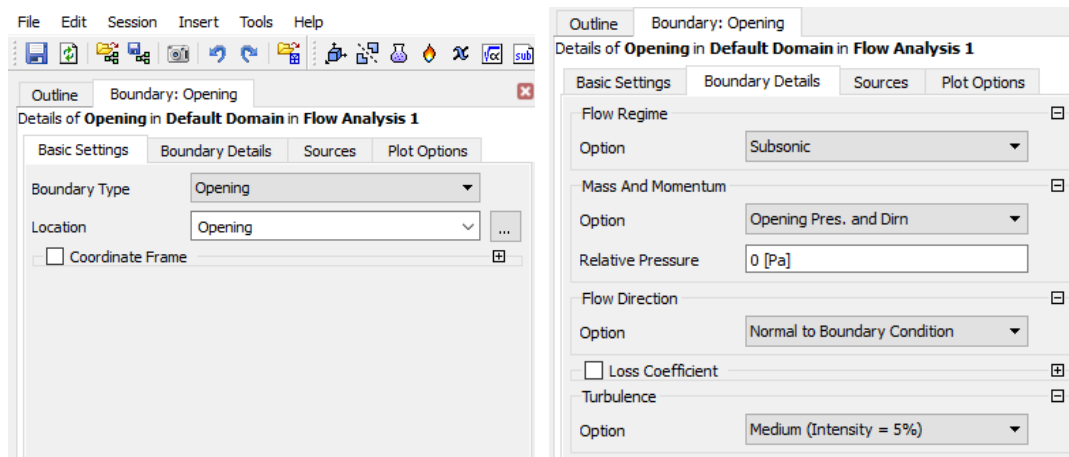 File Edit Session Insert Tools Help
√α sub
Outline Boundary: Opening
Details of Opening in Default Domain in Flow Analysis 1
Basic Settings Boundary Details Sources Plot Options
Boundary Type Opening
Location Opening ...
Coordinate Frame
Outline Boundary: Opening
Details of Opening in Default Domain in Flow Analysis 1
Basic Settings Boundary Details Sources Plot Options
Flow Regime
Option Subsonic
Mass And Momentum
Option Opening Pres. and Dirn
Relative Pressure 0 [Pa]
Flow Direction
Option Normal to Boundary Condition
Loss Coefficient
Turbulence
Option Medium (Intensity = 5%)